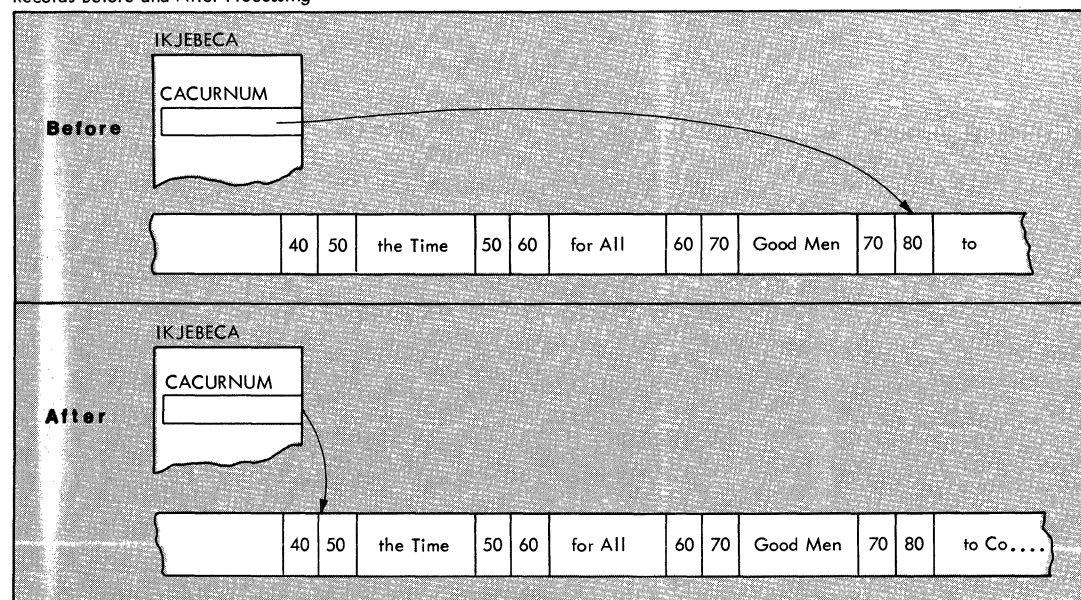 Records Before and After Processing
IKJEBECA
CACURNUM
Before
40 50 the Time 50 60 for All 60 70 Good Men 70 80 to
IKJEBECA
CACURNUM
After
40 50 the Time 50 60 for All 60 70 Good Men 70 80 to Co....